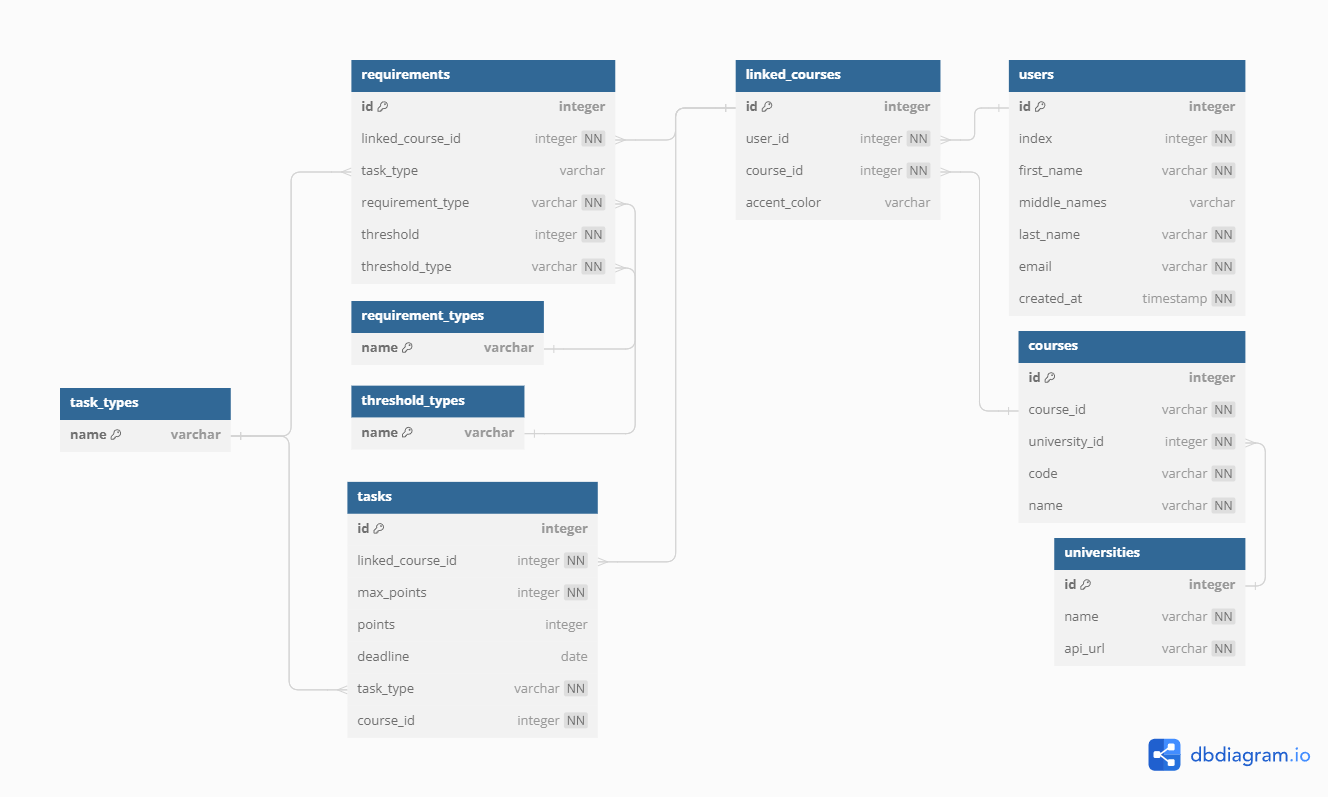 requirements
id integer
linked_course_id integer NN
task_type varchar
requirement_type varchar NN
threshold integer NN
threshold_type varchar NN
requirement_types
name varchar
threshold_types
name varchar
task_types
name varchar
tasks
id integer
linked_course_id integer NN
max_points integer NN
points integer
deadline date
task_type varchar NN
course_id integer NN
linked_courses
id integer
user_id integer NN
course_id integer NN
accent_color varchar
users
id integer
index integer NN
first_name varchar NN
middle_names varchar
last_name varchar NN
email varchar NN
created_at timestamp NN
courses
id integer
course_id varchar NN
university_id integer NN
code varchar NN
name varchar NN
universities
id integer
name varchar NN
api_url varchar NN
dbdiagram.io